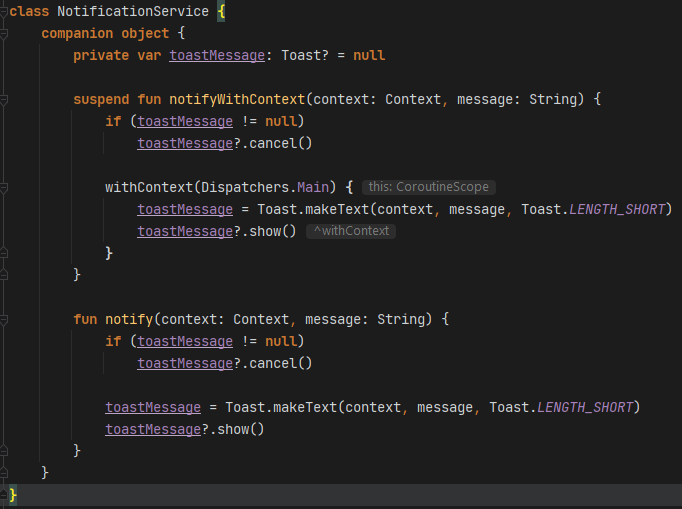 class NotificationService {
    companion object {
        private var toastMessage: Toast? = null

        suspend fun notifyWithContext(context: Context, message: String) {
            if (toastMessage != null)
                toastMessage?.cancel()

            withContext(Dispatchers.Main) { this: CoroutineScope
                toastMessage = Toast.makeText(context, message, Toast.LENGTH_SHORT)
                toastMessage?.show() ^withContext
            }
        }

        fun notify(context: Context, message: String) {
            if (toastMessage != null)
                toastMessage?.cancel()

            toastMessage = Toast.makeText(context, message, Toast.LENGTH_SHORT)
            toastMessage?.show()
        }
    }
}